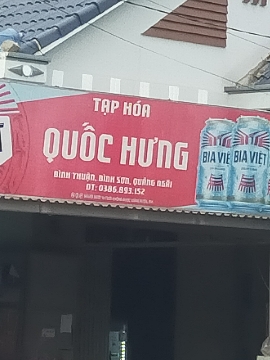 TẠP HÓA
QUỐC HƯNG
BÌNH THUẬN, BÌNH SƠN, QUẢNG NGÃI
ĐT: 0386.893.152
BIA VIỆT
BIA VIỆT